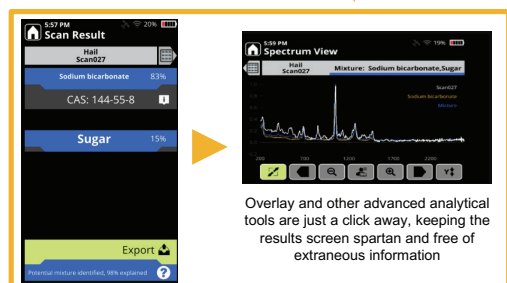 5:57 PM 20%
Scan Result
Hail
Scan027
Sodium bicarbonate 83%
CAS: 144-55-8
Sugar 15%
Export
Potential mixture identified, 98% explained ?
5:59 PM 19%
Spectrum View
Hail
Scan027
Mixture: Sodium bicarbonate,Sugar
Scan027
Sodium bicarbonate
Mixture
1200 1700 2200
Y
Overlay and other advanced analytical
tools are just a click away, keeping the
results screen spartan and free of
extraneous information